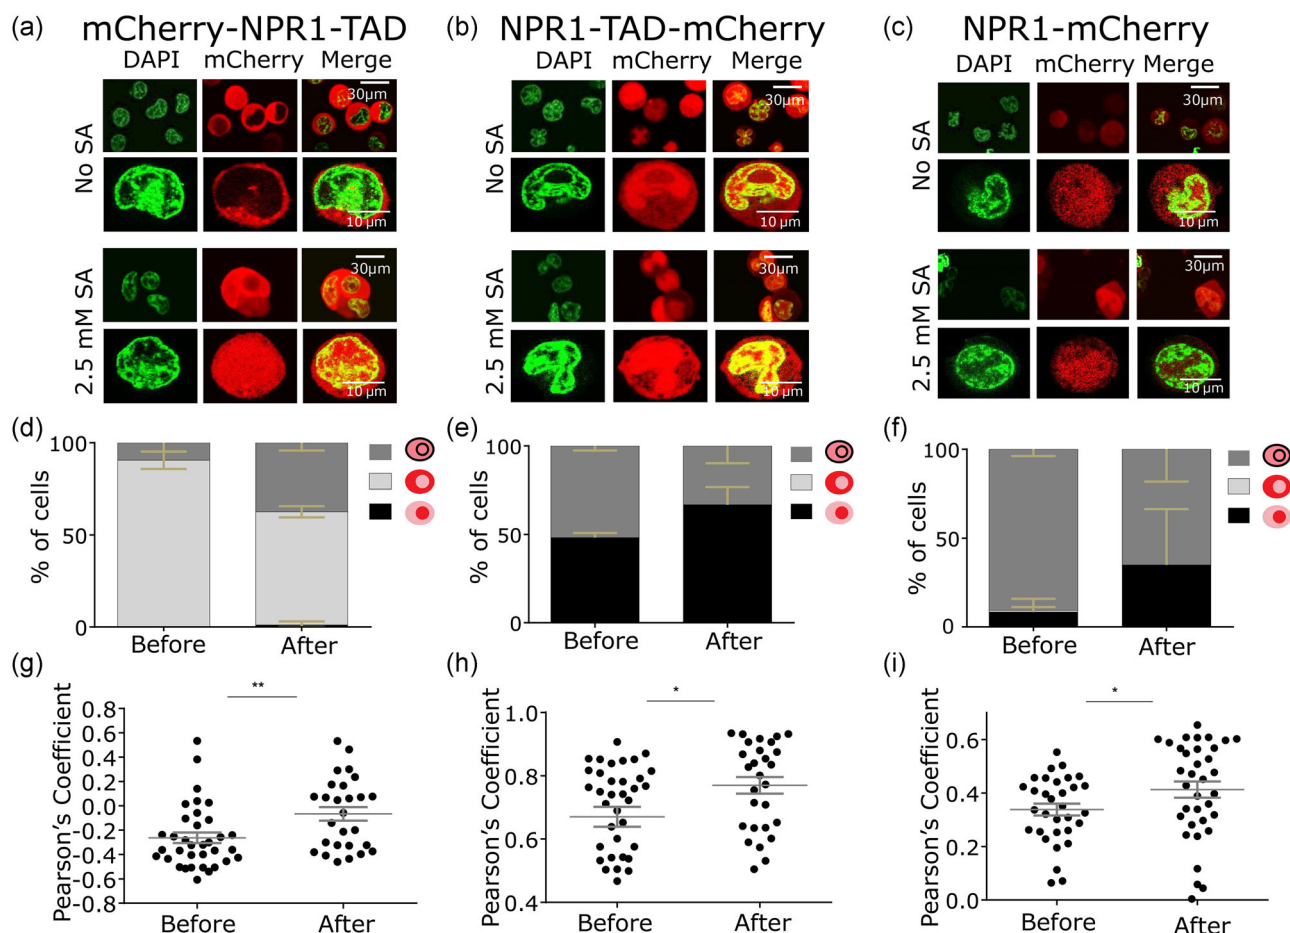 (a) mCherry-NPR1-TAD
DAPI mCherry Merge
No SA
30µm
10 µm
2.5 mM SA
30µm
10 µm
(b) NPR1-TAD-mCherry
DAPI mCherry Merge
No SA
30µm
10 µm
2.5 mM SA
30µm
10 µm
(c) NPR1-mCherry
DAPI mCherry Merge
No SA
30µm
10 µm
2.5 mM SA
30µm
10 µm
(d)
% of cells
100
50
0
Before After
(e)
% of cells
100
50
0
Before After
(f)
% of cells
100
50
0
Before After
(g)
Pearson's Coefficient
**
0.8
0.6
0.4
0.2
0.0
-0.2
-0.4
-0.6
-0.8
Before After
(h)
Pearson's Coefficient
*
1.0
0.8
0.6
0.4
Before After
(i)
Pearson's Coefficient
*
0.6
0.4
0.2
0.0
Before After